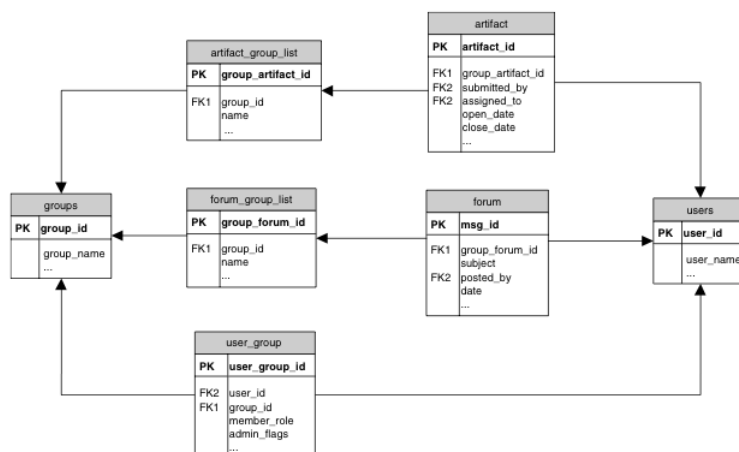 artifact
PK artifact_id
FK1 group_artifact_id
FK2 submitted_by
FK2 assigned_to
open_date
close_date
...
artifact_group_list
PK group_artifact_id
FK1 group_id
name
...
groups
PK group_id
group_name
...
forum_group_list
PK group_forum_id
FK1 group_id
name
...
forum
PK msg_id
FK1 group_forum_id
subject
FK2 posted_by
date
...
users
PK user_id
user_name
...
user_group
PK user_group_id
FK2 user_id
FK1 group_id
member_role
admin_flags
...